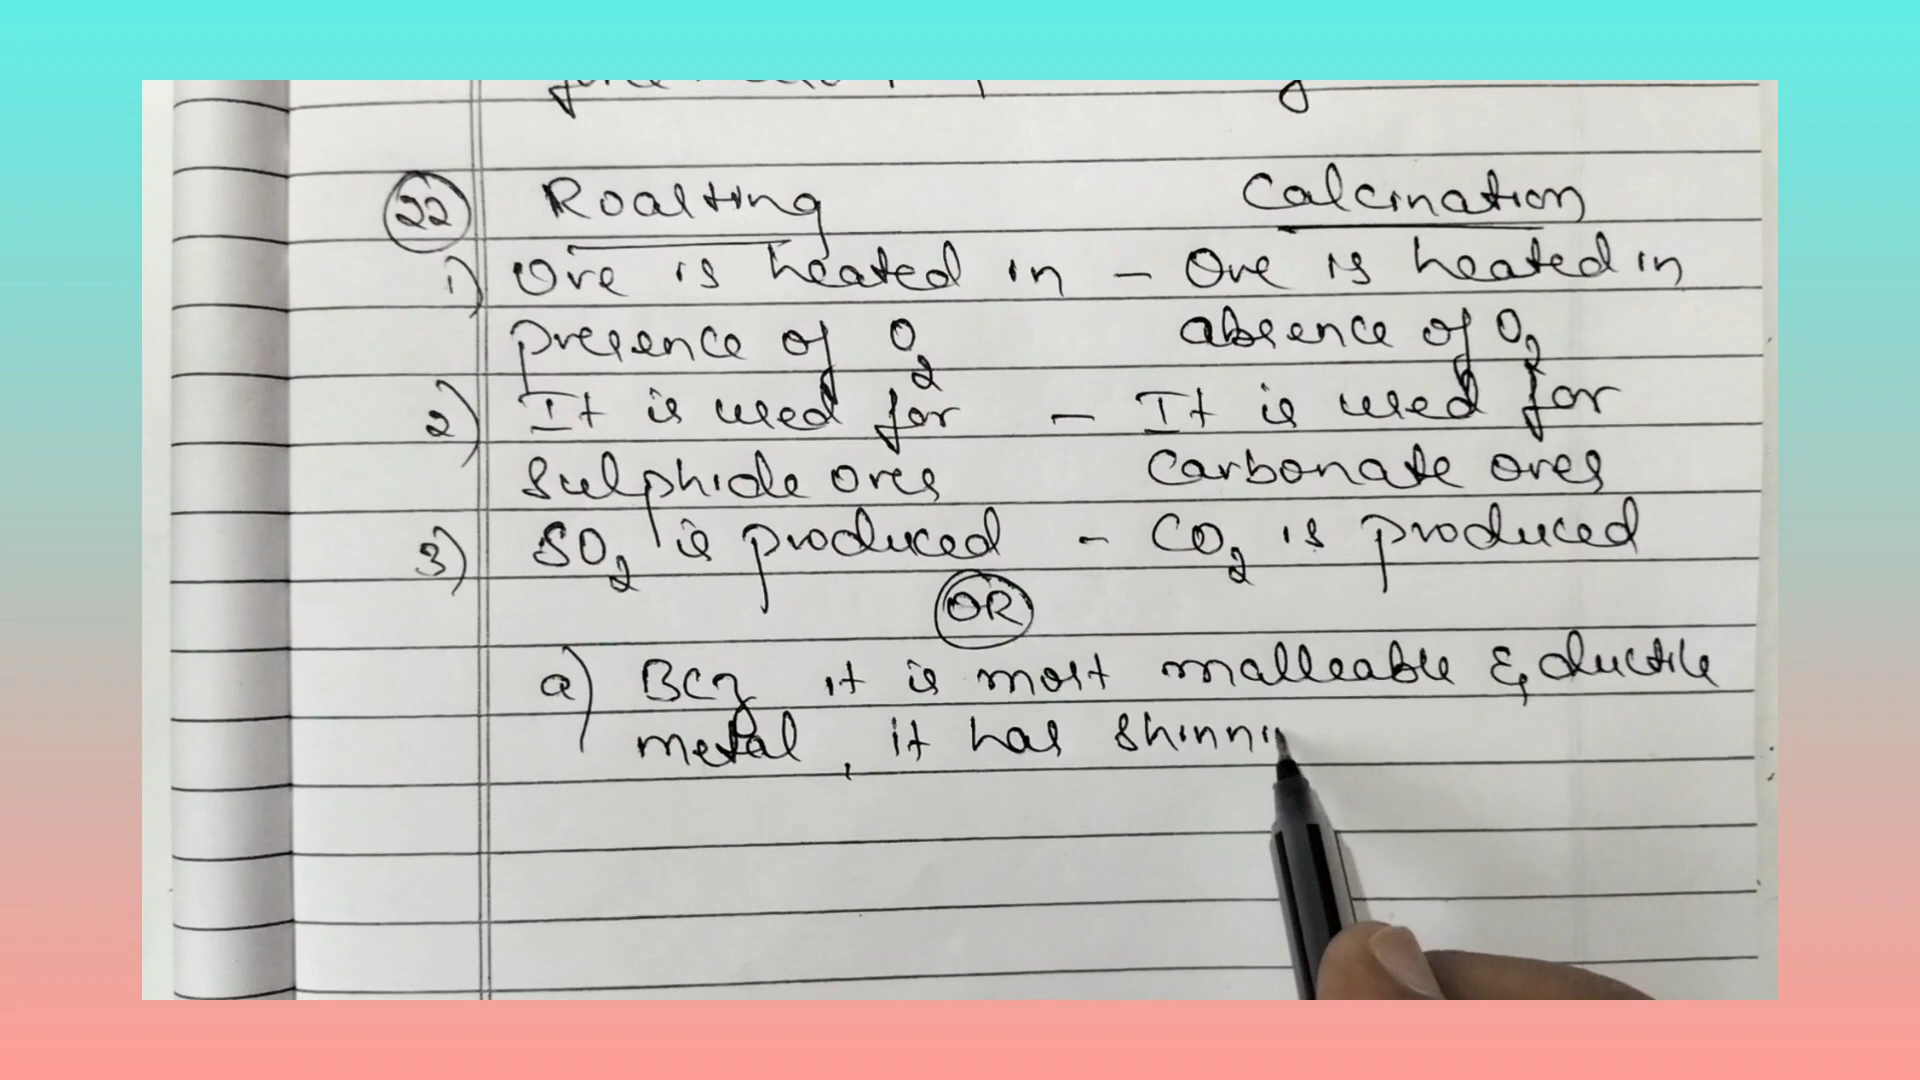 22 Roasting Calcination
1) Ore is heated in - Ore is heated in
presence of O2 absence of O2
2) It is used for - It is used for
Sulphide ores Carbonate ores
3) SO2 is produced - CO2 is produced
OR
a) BCz it is most malleable & ductile
metal, it has shinni